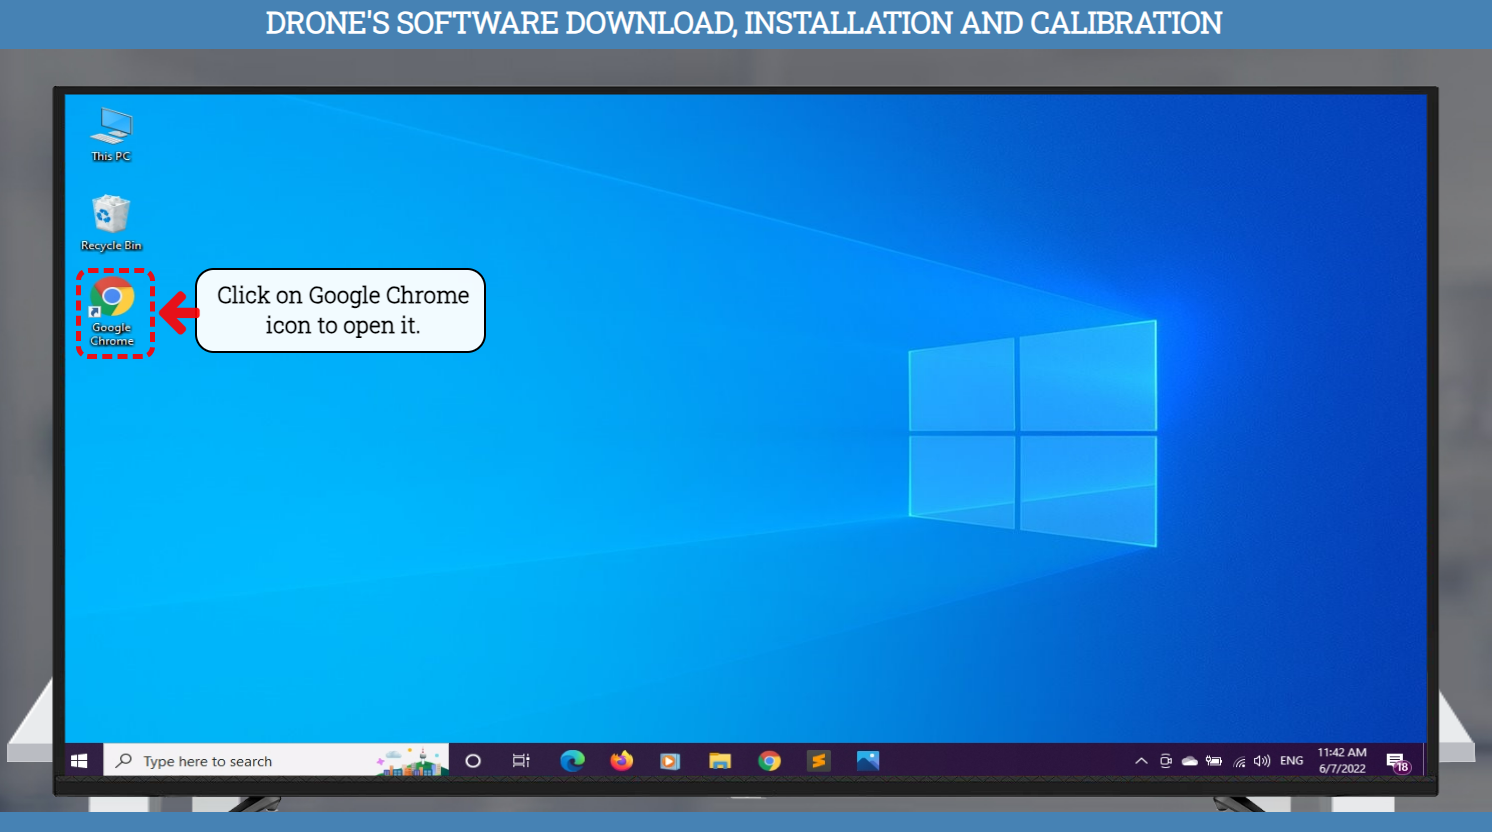 DRONE'S SOFTWARE DOWNLOAD, INSTALLATION AND CALIBRATION
This PC
Recycle Bin
Google
Chrome
Click on Google Chrome
icon to open it.
Type here to search
ENG
11:42 AM
6/7/2022
18